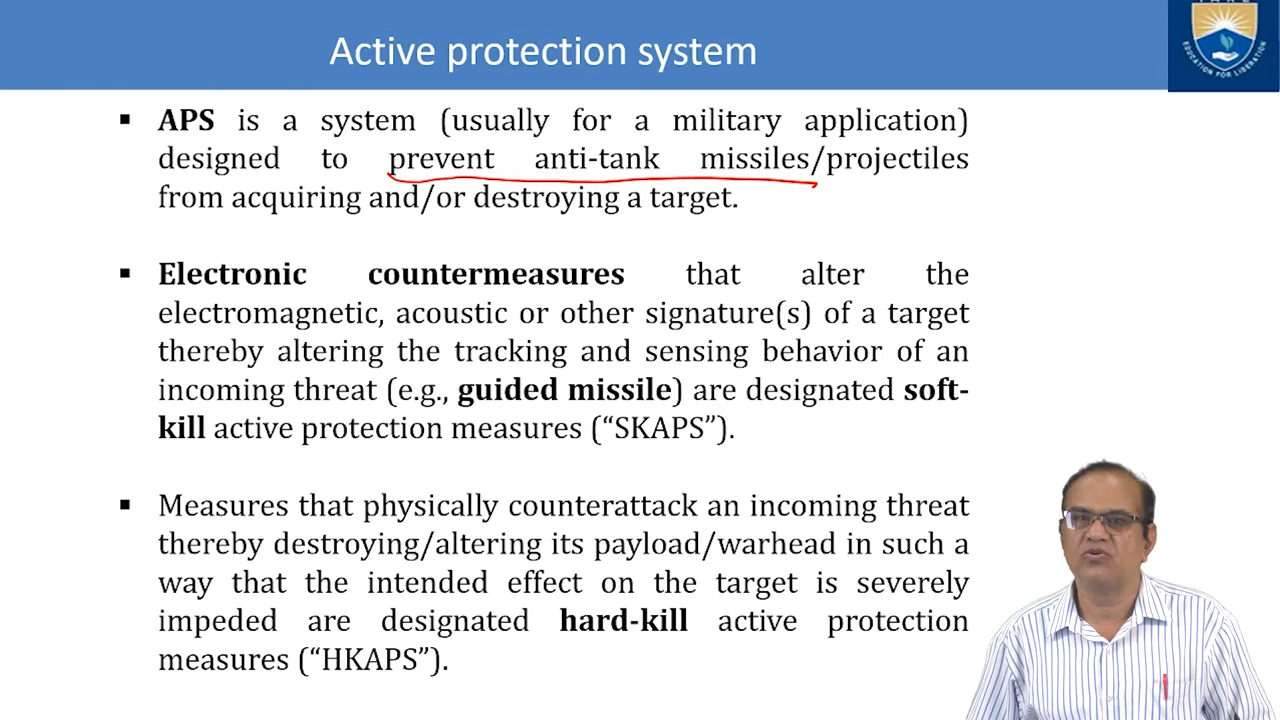 Active protection system
EDUCATION FOR LIBERATION
▪ APS is a system (usually for a military application)
designed to prevent anti-tank missiles/projectiles
from acquiring and/or destroying a target.
▪ Electronic countermeasures that alter the
electromagnetic, acoustic or other signature(s) of a target
thereby altering the tracking and sensing behavior of an
incoming threat (e.g., guided missile) are designated soft-
kill active protection measures (“SKAPS”).
▪ Measures that physically counterattack an incoming threat
thereby destroying/altering its payload/warhead in such a
way that the intended effect on the target is severely
impeded are designated hard-kill active protection
measures (“HKAPS”).